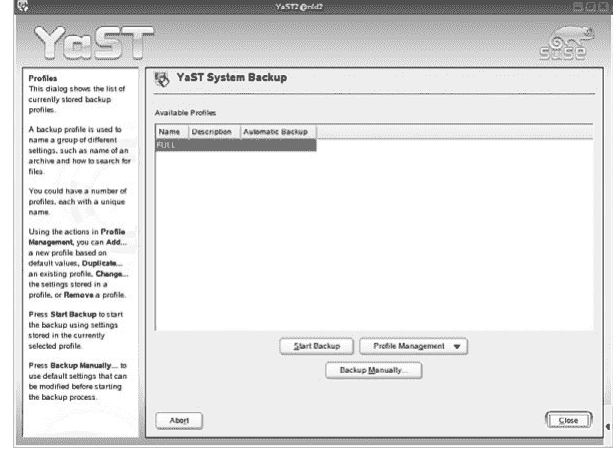 YaST2@nld2
YaST
SUSE
Profiles
This dialog shows the list of
currently stored backup
profiles.
A backup profile is used to
name a group of different
settings, such as name of an
archive and how to search for
files.
You could have a number of
profiles, each with a unique
name.
Using the actions in Profile
Management, you can Add...
a new profile based on
default values, Duplicate...
an existing profile, Change...
the settings stored in a
profile, or Remove a profile.
Press Start Backup to start
the backup using settings
stored in the currently
selected profile.
Press Backup Manually... to
use default settings that can
be modified before starting
the backup process.
YaST System Backup
Available Profiles
Name Description Automatic Backup
FULL
Start Backup Profile Management
Backup Manually...
Abort Close